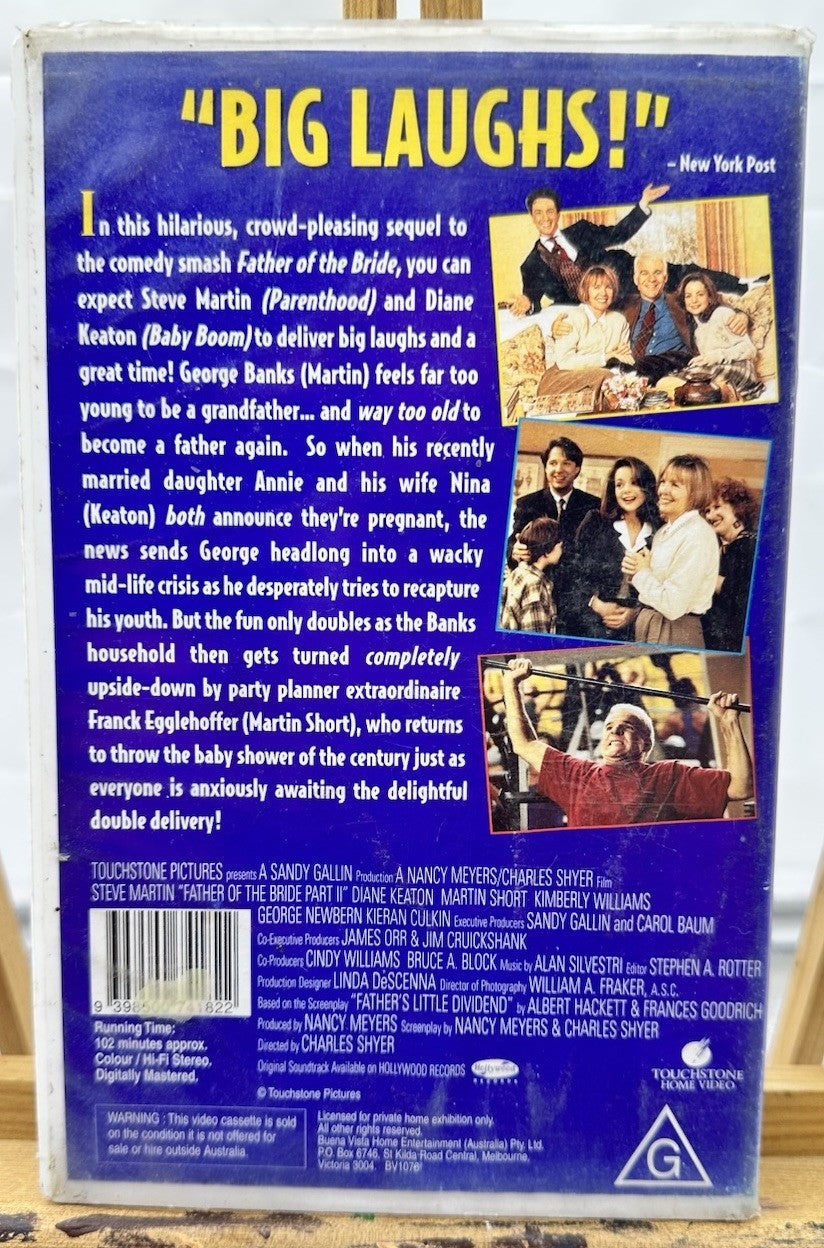 "BIG LAUGHS!"
– New York Post
In this hilarious, crowd-pleasing sequel to
the comedy smash Father of the Bride, you can
expect Steve Martin (Parenthood) and Diane
Keaton (Baby Boom) to deliver big laughs and a
great time! George Banks (Martin) feels far too
young to be a grandfather... and way too old to
become a father again. So when his recently
married daughter Annie and his wife Nina
(Keaton) both announce they're pregnant, the
news sends George headlong into a wacky
mid-life crisis as he desperately tries to recapture
his youth. But the fun only doubles as the Banks
household then gets turned completely
upside-down by party planner extraordinaire
Franck Egglehoffer (Martin Short), who returns
to throw the baby shower of the century just as
everyone is anxiously awaiting the delightful
double delivery!
TOUCHSTONE PICTURES presents A SANDY GALLIN Production A NANCY MEYERS/CHARLES SHYER Film
STEVE MARTIN "FATHER OF THE BRIDE PART II" DIANE KEATON MARTIN SHORT KIMBERLY WILLIAMS
GEORGE NEWBERN KIERAN CULKIN Executive Producers SANDY GALLIN and CAROL BAUM
Co-Executive Producers JAMES ORR & JIM CRUICKSHANK
Co-Producers CINDY WILLIAMS BRUCE A. BLOCK Music by ALAN SILVESTRI Editor STEPHEN A. ROTTER
Production Designer LINDA DeSCENNA Director of Photography WILLIAM A. FRAKER, A.S.C.
Based on the Screenplay "FATHER'S LITTLE DIVIDEND" by ALBERT HACKETT & FRANCES GOODRICH
Produced by NANCY MEYERS Screenplay by NANCY MEYERS & CHARLES SHYER
Directed by CHARLES SHYER
Original Soundtrack Available on HOLLYWOOD RECORDS
Hollywood
RECORDS
© Touchstone Pictures
Running Time:
102 minutes approx.
Colour / Hi-Fi Stereo.
Digitally Mastered.
TOUCHSTONE
HOME VIDEO
WARNING : This video cassette is sold
on the condition it is not offered for
sale or hire outside Australia.
Licensed for private home exhibition only.
All other rights reserved.
Buena Vista Home Entertainment (Australia) Pty. Ltd.
P.O. Box 6746, St Kilda Road Central, Melbourne,
Victoria 3004. BV1076
G